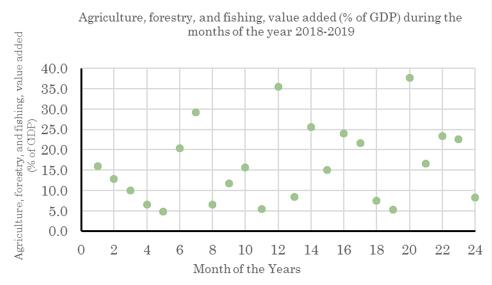 Agriculture, forestry, and fishing, value added (% of GDP) during the
months of the year 2018-2019
Agriculture, forestry, and fishing, value added
(% of GDP)
40.0
35.0
30.0
25.0
20.0
15.0
10.0
5.0
0.0
0 2 4 6 8 10 12 14 16 18 20 22 24
Month of the Years